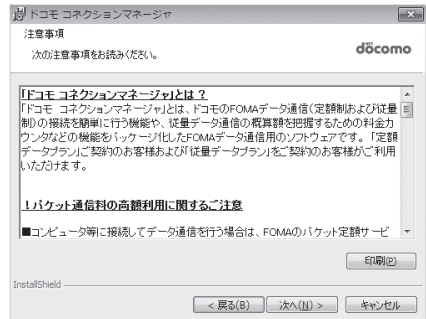 ドコモ コネクションマネージャ
注意事項
次の注意事項をお読みください。
döcomo
「ドコモ コネクションマネージャ」とは？
「ドコモ コネクションマネージャ」とは、ドコモのFOMAデータ通信（定額制および従量
制）の接続を簡単に行う機能や、従量データ通信の概算額を把握するための料金カ
ウンタなどの機能をパッケージ化したFOMAデータ通信用のソフトウェアです。「定額
データプラン」ご契約のお客様および「従量データプラン」をご契約のお客様がご利用
いただけます。
！パケット通信料の高額利用に関するご注意
■コンピュータ等に接続してデータ通信を行う場合は、FOMAのパケット定額サービ
印刷(P)
InstallShield
< 戻る(B)
次へ(N) >
キャンセル